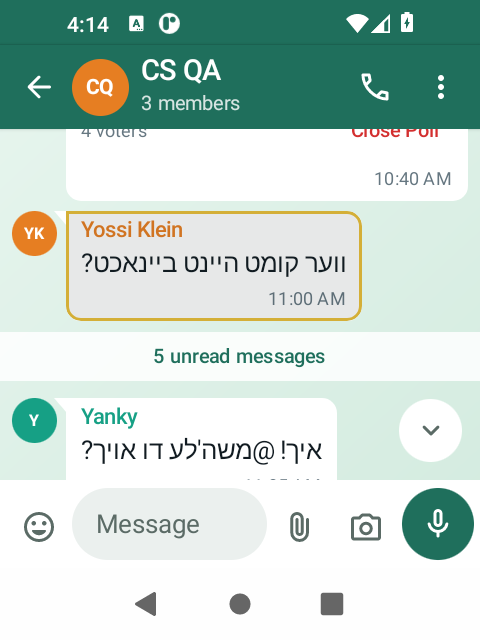 4:14
A
CQ
CS QA
3 members
4 voters
Close Poll
10:40 AM
YK
Yossi Klein
ווער קומט היינט ביינאכט?
11:00 AM
5 unread messages
Y
Yanky
איך! @משה'לע דו אויך?
Message